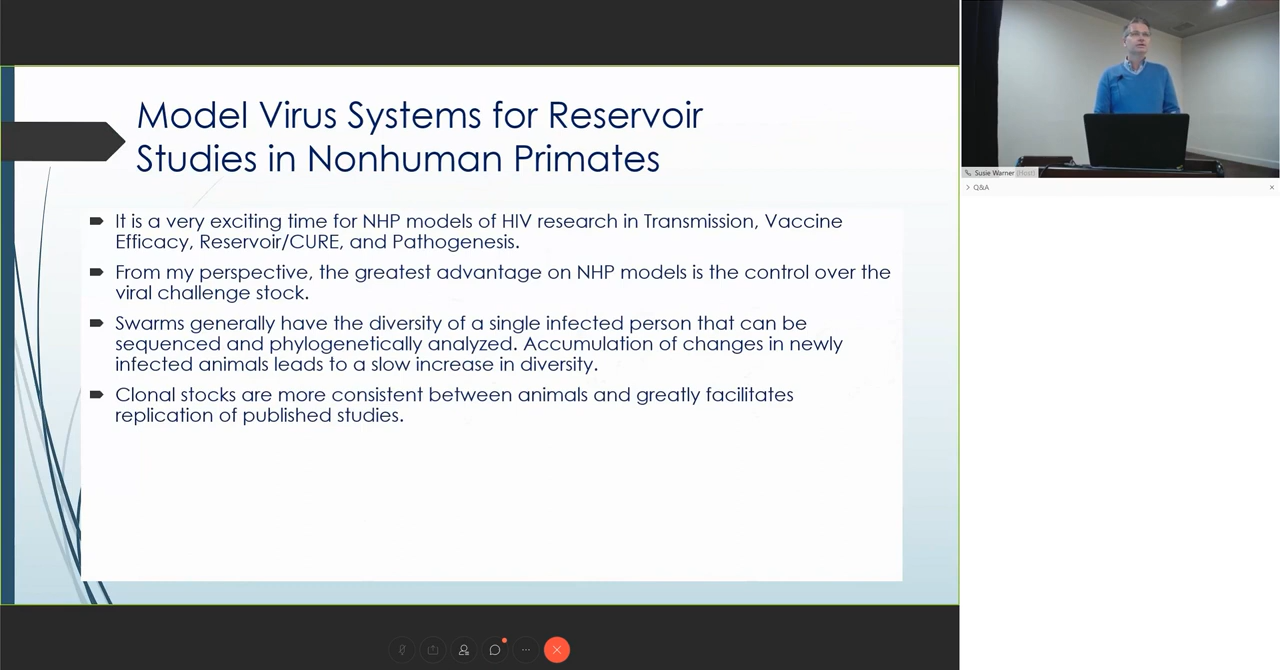 Model Virus Systems for Reservoir
Studies in Nonhuman Primates
It is a very exciting time for NHP models of HIV research in Transmission, Vaccine
Efficacy, Reservoir/CURE, and Pathogenesis.
From my perspective, the greatest advantage on NHP models is the control over the
viral challenge stock.
Swarms generally have the diversity of a single infected person that can be
sequenced and phylogenetically analyzed. Accumulation of changes in newly
infected animals leads to a slow increase in diversity.
Clonal stocks are more consistent between animals and greatly facilitates
replication of published studies.
Susie Warner (Host)
Q&A